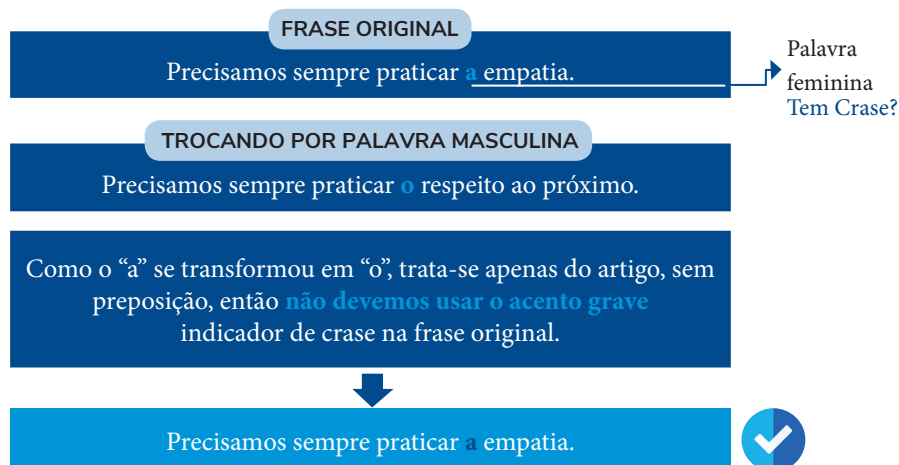 FRASE ORIGINAL
Precisamos sempre praticar a empatia.
Palavra
feminina
Tem Crase?
TROCANDO POR PALAVRA MASCULINA
Precisamos sempre praticar o respeito ao próximo.
Como o “a” se transformou em “o”, trata-se apenas do artigo, sem
preposição, então não devemos usar o acento grave
indicador de crase na frase original.
Precisamos sempre praticar a empatia.